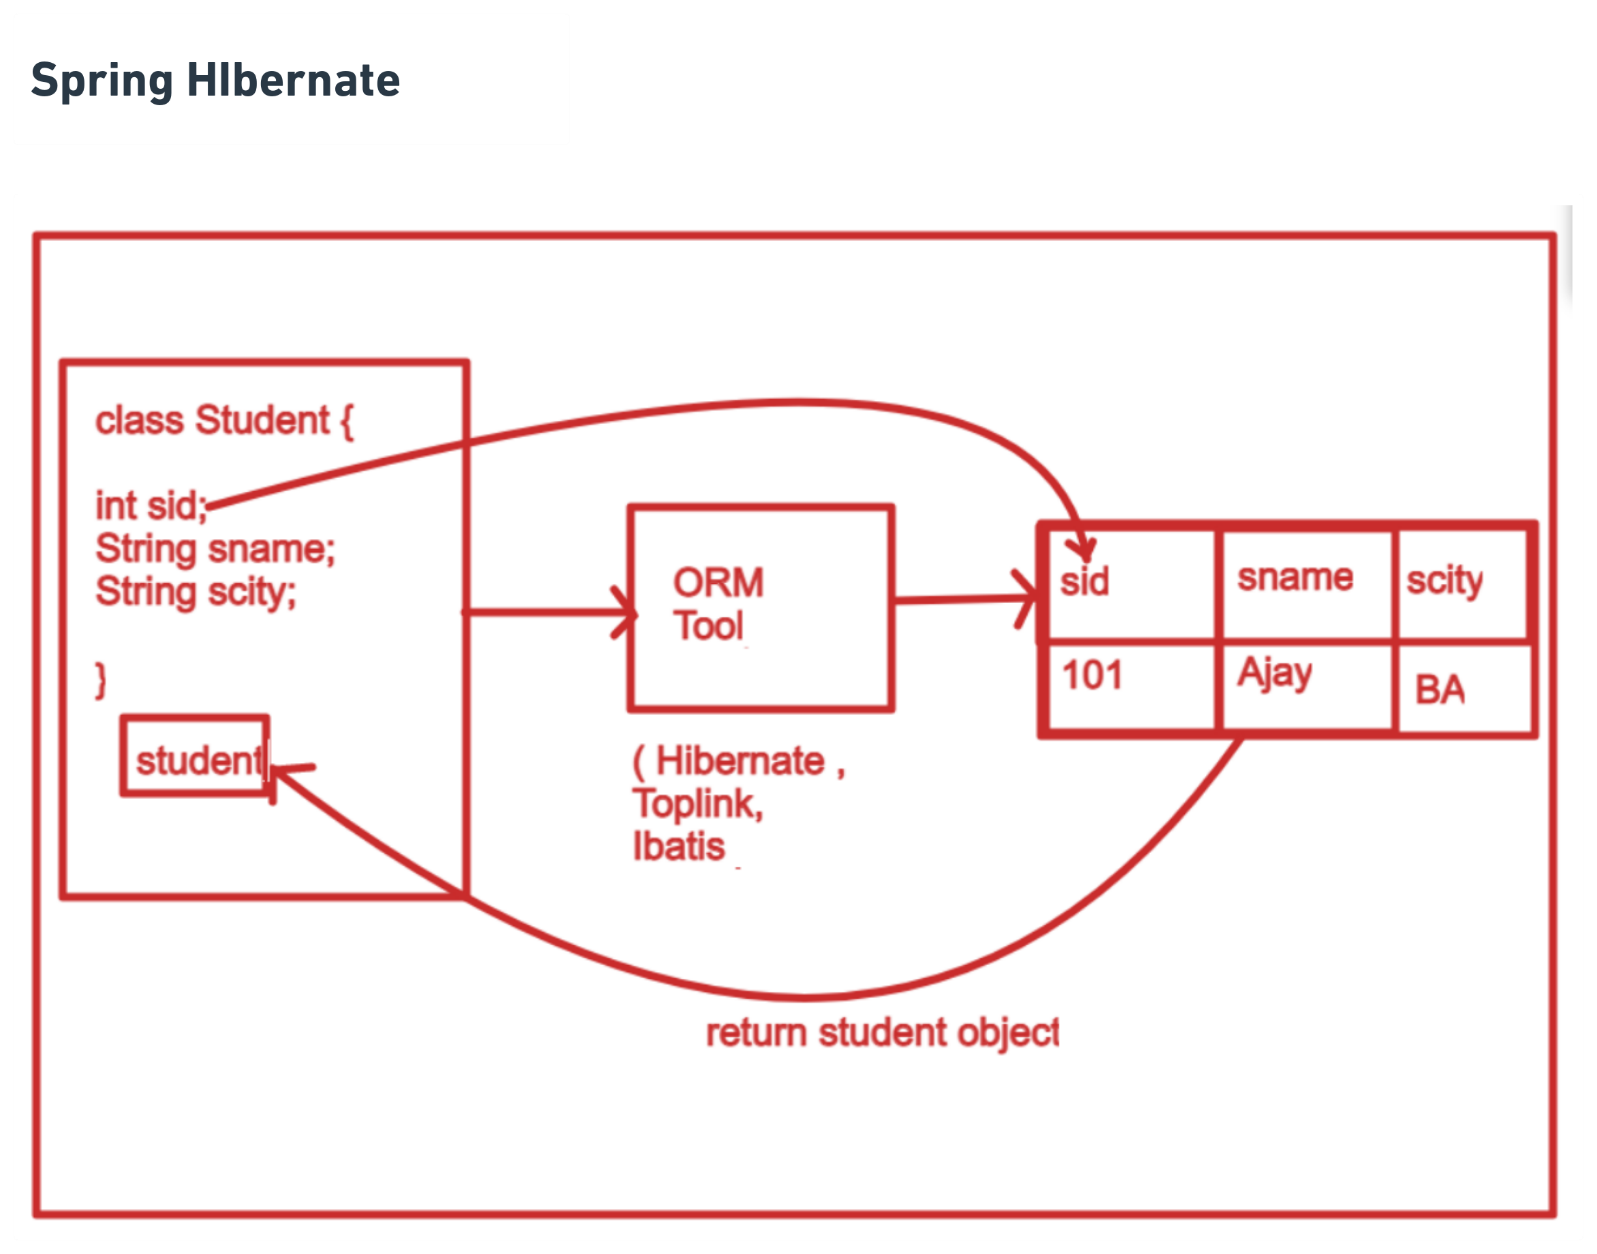 Spring HIbernate
class Student {
int sid;
String sname;
String scity;
}
student
ORM
Tool
( Hibernate ,
Toplink,
Ibatis
sid sname scity
101 Ajay BA
return student object